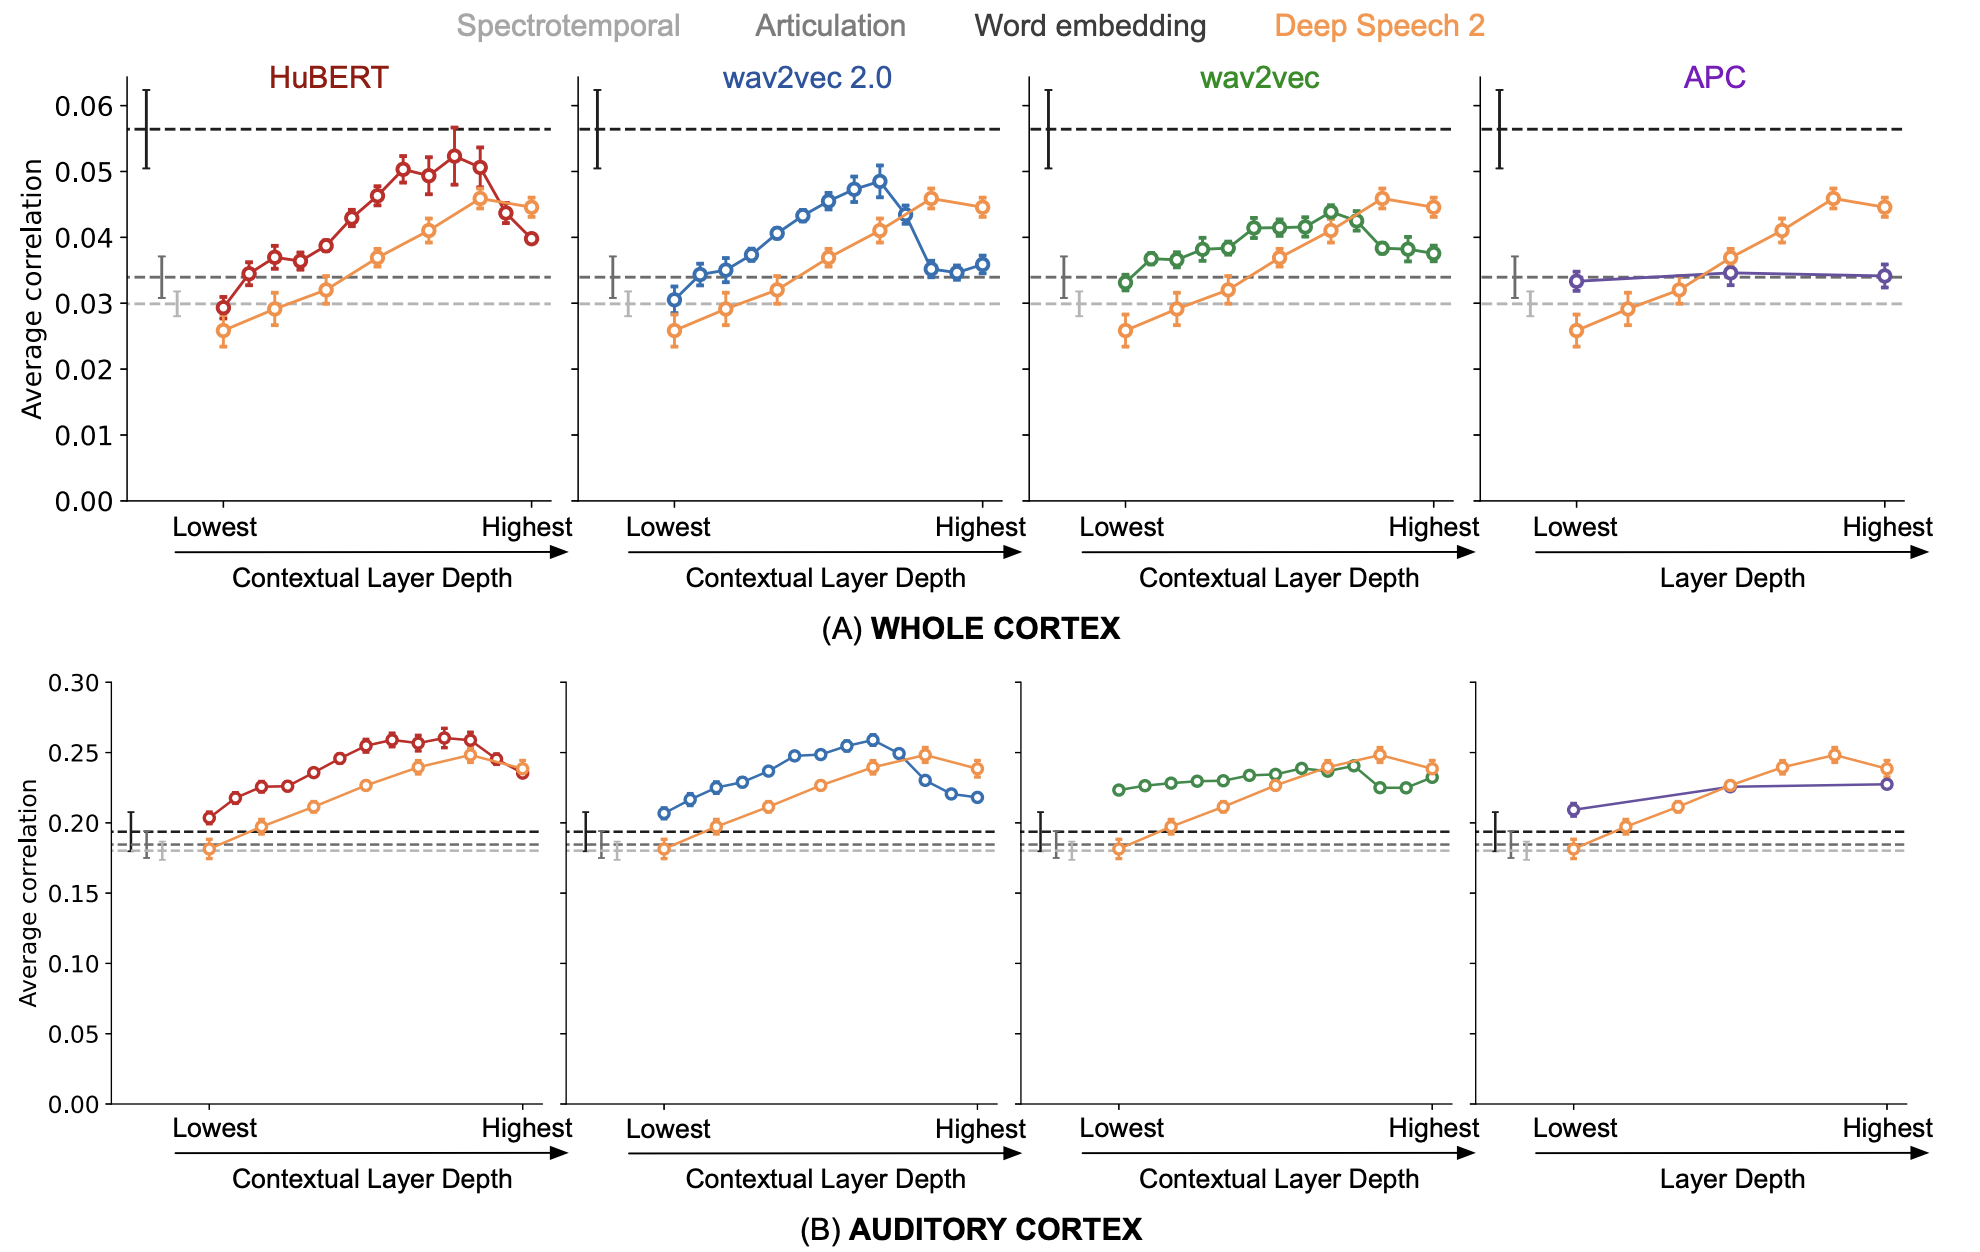 Spectrotemporal Articulation Word embedding Deep Speech 2
HuBERT wav2vec 2.0 wav2vec APC
Average correlation
0.06
0.05
0.04
0.03
0.02
0.01
0.00
Lowest Highest Lowest Highest Lowest Highest Lowest Highest
Contextual Layer Depth Contextual Layer Depth Contextual Layer Depth Layer Depth
(A) WHOLE CORTEX
Average correlation
0.30
0.25
0.20
0.15
0.10
0.05
0.00
Lowest Highest Lowest Highest Lowest Highest Lowest Highest
Contextual Layer Depth Contextual Layer Depth Contextual Layer Depth Layer Depth
(B) AUDITORY CORTEX